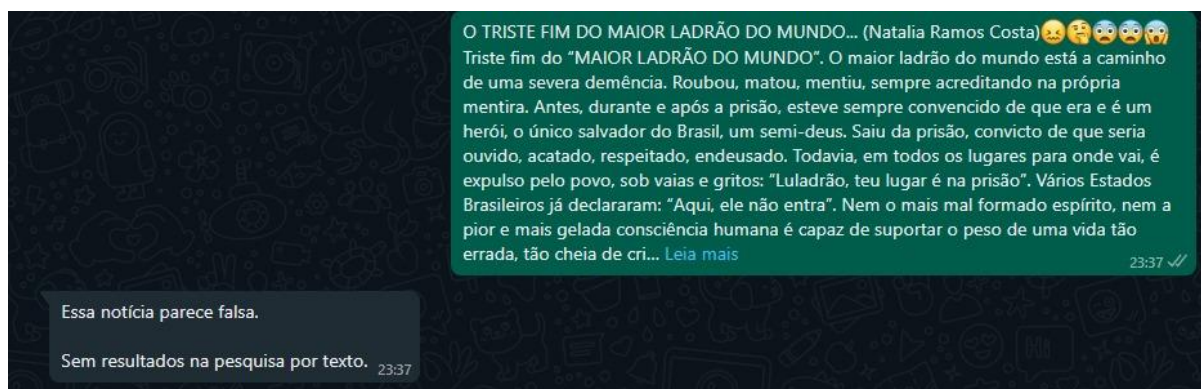 O TRISTE FIM DO MAIOR LADRÃO DO MUNDO... (Natalia Ramos Costa)😖🤔😨😨😱
Triste fim do “MAIOR LADRÃO DO MUNDO”. O maior ladrão do mundo está a caminho
de uma severa demência. Roubou, matou, mentiu, sempre acreditando na própria
mentira. Antes, durante e após a prisão, esteve sempre convencido de que era e é um
herói, o único salvador do Brasil, um semi-deus. Saiu da prisão, convicto de que seria
ouvido, acatado, respeitado, endeusado. Todavia, em todos os lugares para onde vai, é
expulso pelo povo, sob vaias e gritos: “Luladrão, teu lugar é na prisão”. Vários Estados
Brasileiros já declararam: “Aqui, ele não entra”. Nem o mais mal formado espírito, nem a
pior e mais gelada consciência humana é capaz de suportar o peso de uma vida tão
errada, tão cheia de cri... Leia mais
23:37
Essa notícia parece falsa.
Sem resultados na pesquisa por texto. 23:37